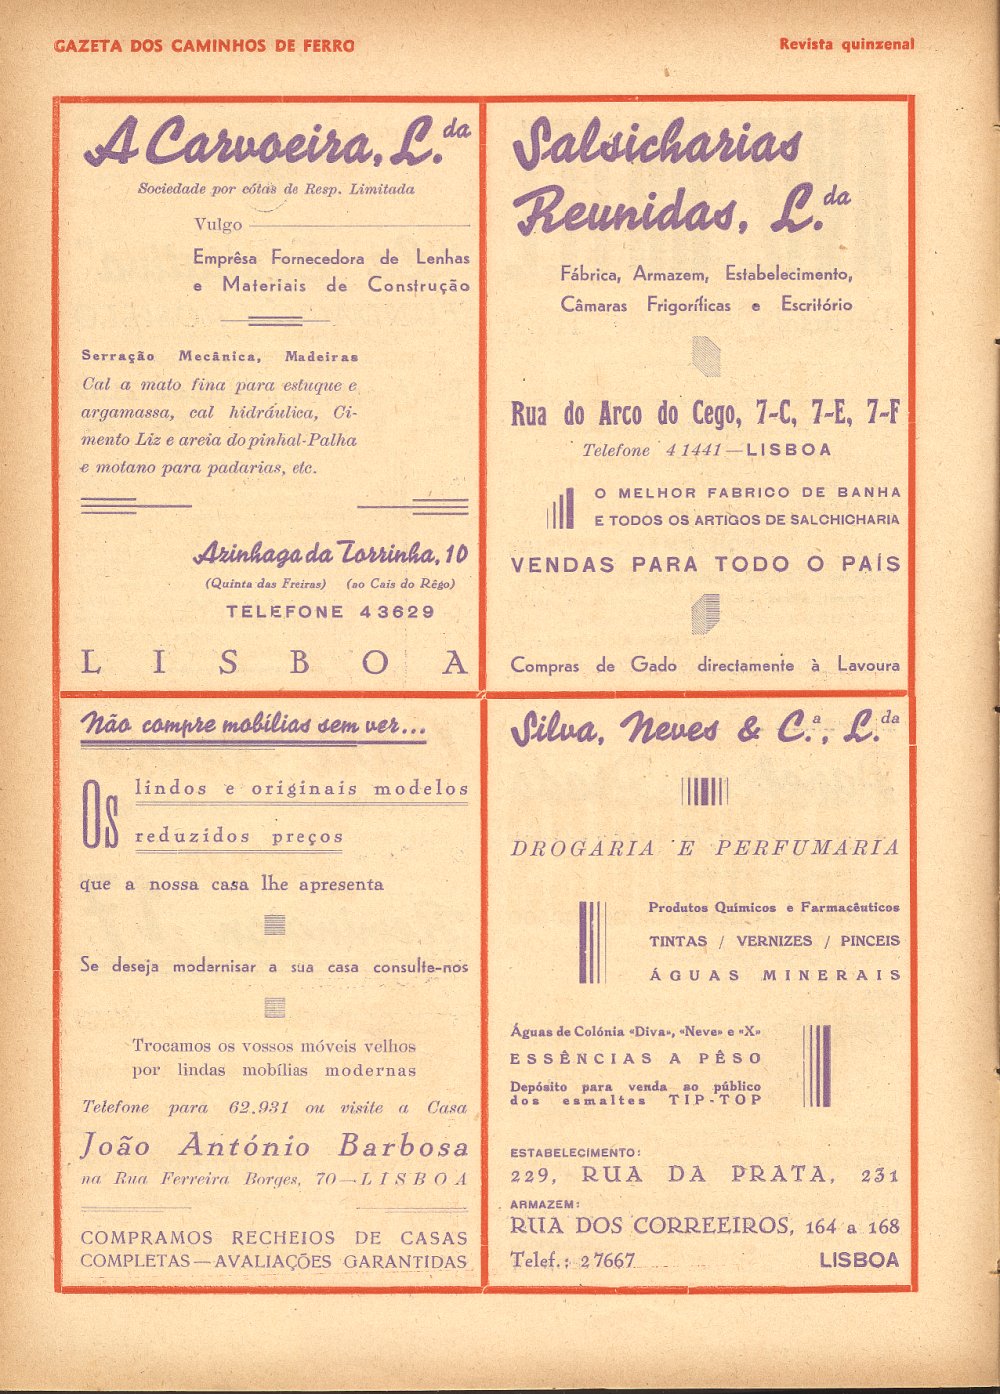 GAZETA DOS CAMINHOS DE FERRO
Revista quinzenal
A Carvoeira, L.da
Sociedade por cótas de Resp. Limitada
Vulgo
Emprêsa Fornecedora de Lenhas
e Materiais de Construção
Serração Mecânica, Madeiras
Cal a mato fina para estuque e
argamassa, cal hidráulica, Ci-
mento Liz e areia do pinhal-Palha
e motano para padarias, etc.
Azinhaga da Torrinha, 10
(Quinta das Freiras) (ao Cais do Rêgo)
TELEFONE 43629
LISBOA
Salsicharias
Reunidas, L.da
Fábrica, Armazem, Estabelecimento,
Câmaras Frigoríficas e Escritório
Rua do Arco do Cego, 7-C, 7-E, 7-F
Telefone 41441—LISBOA
O MELHOR FABRICO DE BANHA
E TODOS OS ARTIGOS DE SALCHICHARIA
VENDAS PARA TODO O PAÍS
Compras de Gado directamente à Lavoura
Não compre mobílias sem ver...
Os lindos e originais modelos
reduzidos preços
que a nossa casa lhe apresenta
Se deseja modernisar a sua casa consulte-nos
Trocamos os vossos móveis velhos
por lindas mobílias modernas
Telefone para 62.931 ou visite a Casa
João António Barbosa
na Rua Ferreira Borges, 70—LISBOA
COMPRAMOS RECHEIOS DE CASAS
COMPLETAS—AVALIAÇÕES GARANTIDAS
Silva, Neves & C.ª, L.da
DROGARIA E PERFUMARIA
Produtos Químicos e Farmacêuticos
TINTAS / VERNIZES / PINCEIS
ÁGUAS MINERAIS
Águas de Colónia «Diva», «Neve» e «X»
ESSÊNCIAS A PÊSO
Depósito para venda ao público
dos esmaltes TIP-TOP
ESTABELECIMENTO:
229, RUA DA PRATA, 231
ARMAZEM:
RUA DOS CORREEIROS, 164 a 168
Telef.: 27667 LISBOA